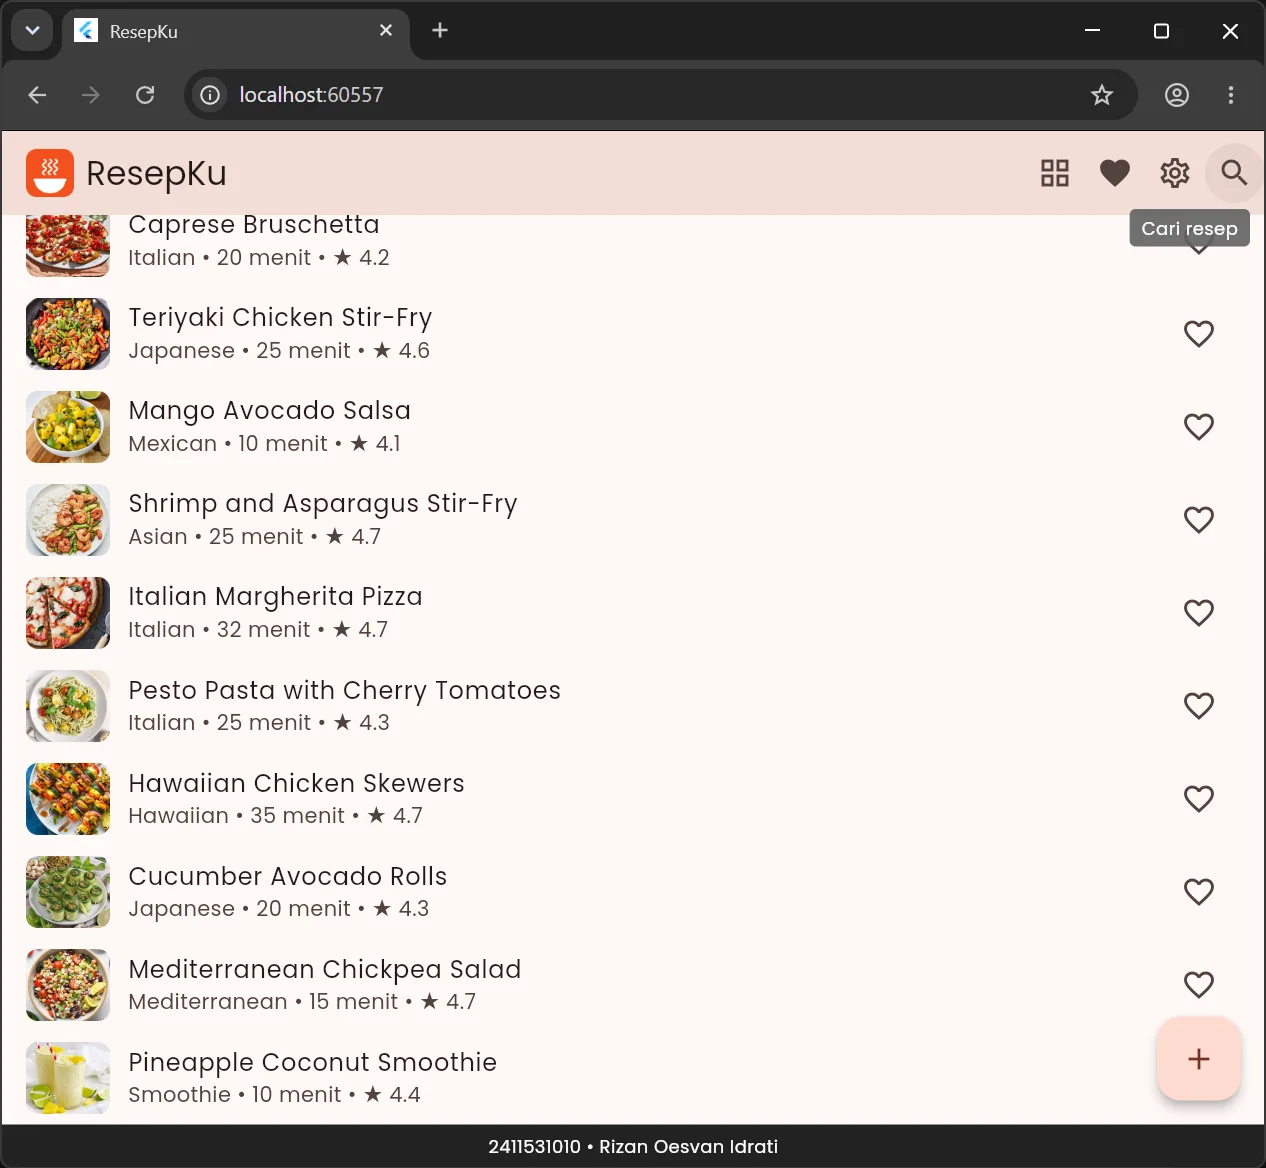 ResepKu
localhost:60557
ResepKu
Cari resep
Caprese Bruschetta
Italian • 20 menit • ★ 4.2
Teriyaki Chicken Stir-Fry
Japanese • 25 menit • ★ 4.6
Mango Avocado Salsa
Mexican • 10 menit • ★ 4.1
Shrimp and Asparagus Stir-Fry
Asian • 25 menit • ★ 4.7
Italian Margherita Pizza
Italian • 32 menit • ★ 4.7
Pesto Pasta with Cherry Tomatoes
Italian • 25 menit • ★ 4.3
Hawaiian Chicken Skewers
Hawaiian • 35 menit • ★ 4.7
Cucumber Avocado Rolls
Japanese • 20 menit • ★ 4.3
Mediterranean Chickpea Salad
Mediterranean • 15 menit • ★ 4.7
Pineapple Coconut Smoothie
Smoothie • 10 menit • ★ 4.4
2411531010 • Rizan Oesvan Idrati